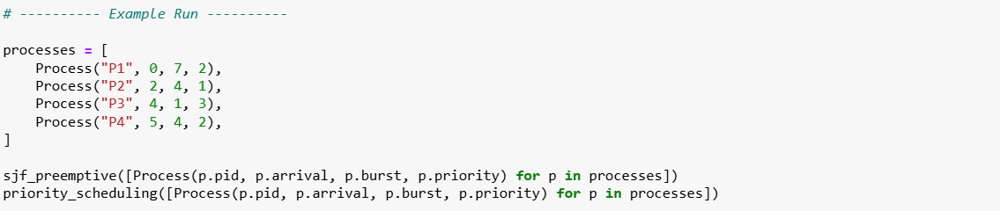 # ---------- Example Run ----------
processes = [
    Process("P1", 0, 7, 2),
    Process("P2", 2, 4, 1),
    Process("P3", 4, 1, 3),
    Process("P4", 5, 4, 2),
]
sjf_preemptive([Process(p.pid, p.arrival, p.burst, p.priority) for p in processes])
priority_scheduling([Process(p.pid, p.arrival, p.burst, p.priority) for p in processes])